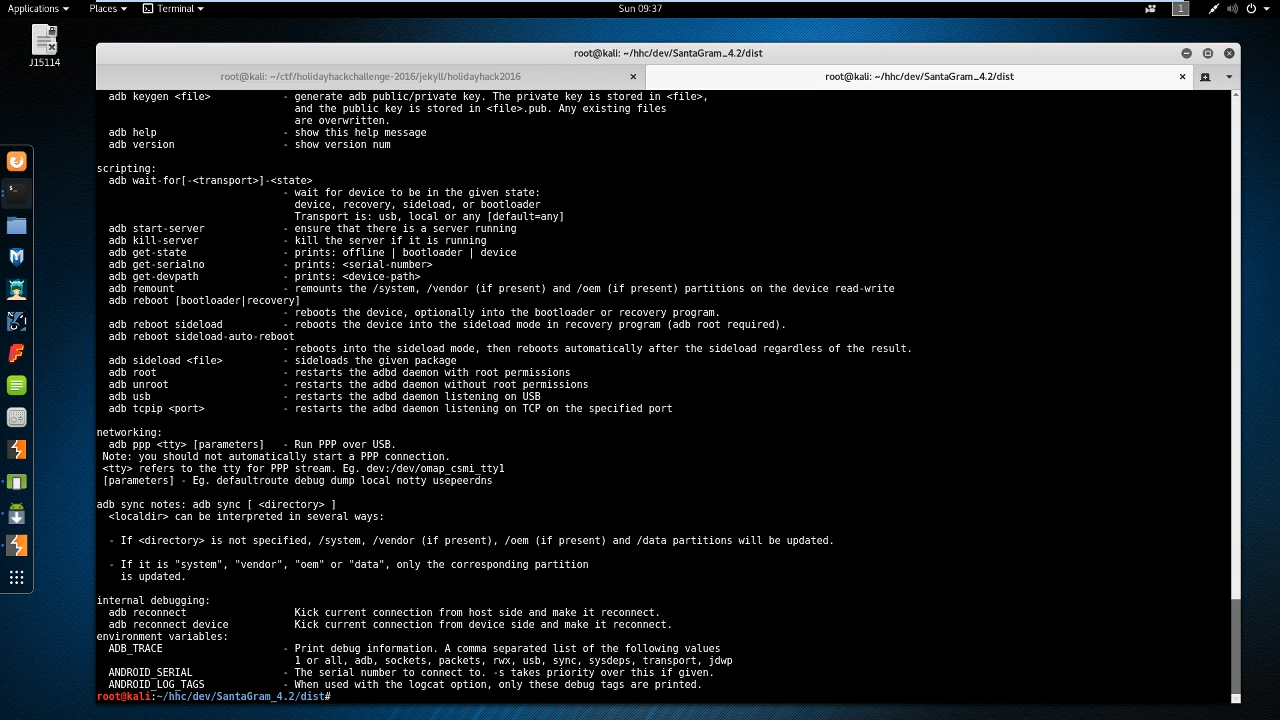 Applications Places Terminal Sun 09:37 1
J15114
root@kali: ~/hhc/dev/SantaGram_4.2/dist
root@kali: ~/ctf/holidayhackchallenge-2016/jekyll/holidayhack2016 root@kali: ~/hhc/dev/SantaGram_4.2/dist
adb keygen <file> - generate adb public/private key. The private key is stored in <file>,
and the public key is stored in <file>.pub. Any existing files
are overwritten.
adb help - show this help message
adb version - show version num
scripting:
adb wait-for[-<transport>]-<state>
- wait for device to be in the given state:
device, recovery, sideload, or bootloader
Transport is: usb, local or any [default=any]
adb start-server - ensure that there is a server running
adb kill-server - kill the server if it is running
adb get-state - prints: offline | bootloader | device
adb get-serialno - prints: <serial-number>
adb get-devpath - prints: <device-path>
adb remount - remounts the /system, /vendor (if present) and /oem (if present) partitions on the device read-write
adb reboot [bootloader|recovery]
- reboots the device, optionally into the bootloader or recovery program.
adb reboot sideload - reboots the device into the sideload mode in recovery program (adb root required).
adb reboot sideload-auto-reboot
- reboots into the sideload mode, then reboots automatically after the sideload regardless of the result.
adb sideload <file> - sideloads the given package
adb root - restarts the adbd daemon with root permissions
adb unroot - restarts the adbd daemon without root permissions
adb usb - restarts the adbd daemon listening on USB
adb tcpip <port> - restarts the adbd daemon listening on TCP on the specified port
networking:
adb ppp <tty> [parameters] - Run PPP over USB.
Note: you should not automatically start a PPP connection.
<tty> refers to the tty for PPP stream. Eg. dev:/dev/omap_csmi_tty1
[parameters] - Eg. defaultroute debug dump local notty usepeerdns
adb sync notes: adb sync [ <directory> ]
<localdir> can be interpreted in several ways:
- If <directory> is not specified, /system, /vendor (if present), /oem (if present) and /data partitions will be updated.
- If it is "system", "vendor", "oem" or "data", only the corresponding partition
is updated.
internal debugging:
adb reconnect Kick current connection from host side and make it reconnect.
adb reconnect device Kick current connection from device side and make it reconnect.
environment variables:
ADB_TRACE - Print debug information. A comma separated list of the following values
1 or all, adb, sockets, packets, rwx, usb, sync, sysdeps, transport, jdwp
ANDROID_SERIAL - The serial number to connect to. -s takes priority over this if given.
ANDROID_LOG_TAGS - When used with the logcat option, only these debug tags are printed.
root@kali:~/hhc/dev/SantaGram_4.2/dist#